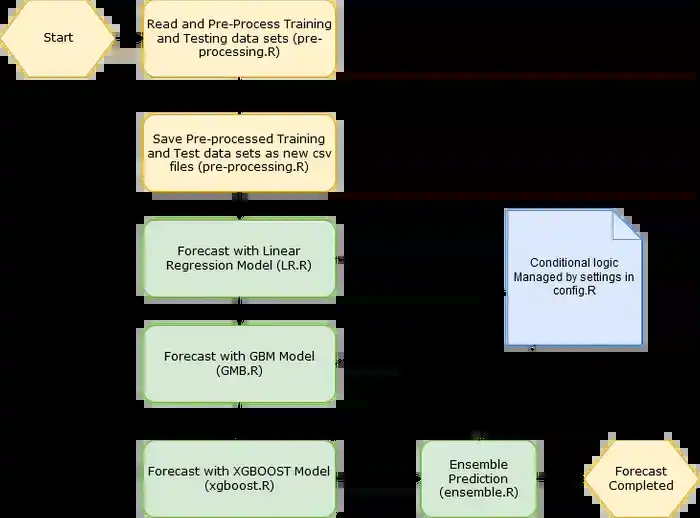 Start
Read and Pre-Process Training
and Testing data sets (pre-
processing.R)
Save Pre-processed Training
and Test data sets as new csv
files (pre-processing.R)
Forecast with Linear
Regression Model (LR.R)
Conditional logic
Managed by settings in
config.R
Forecast with GBM Model
(GMB.R)
Forecast with XGBOOST Model
(xgboost.R)
Ensemble
Prediction
(ensemble.R)
Forecast
Completed